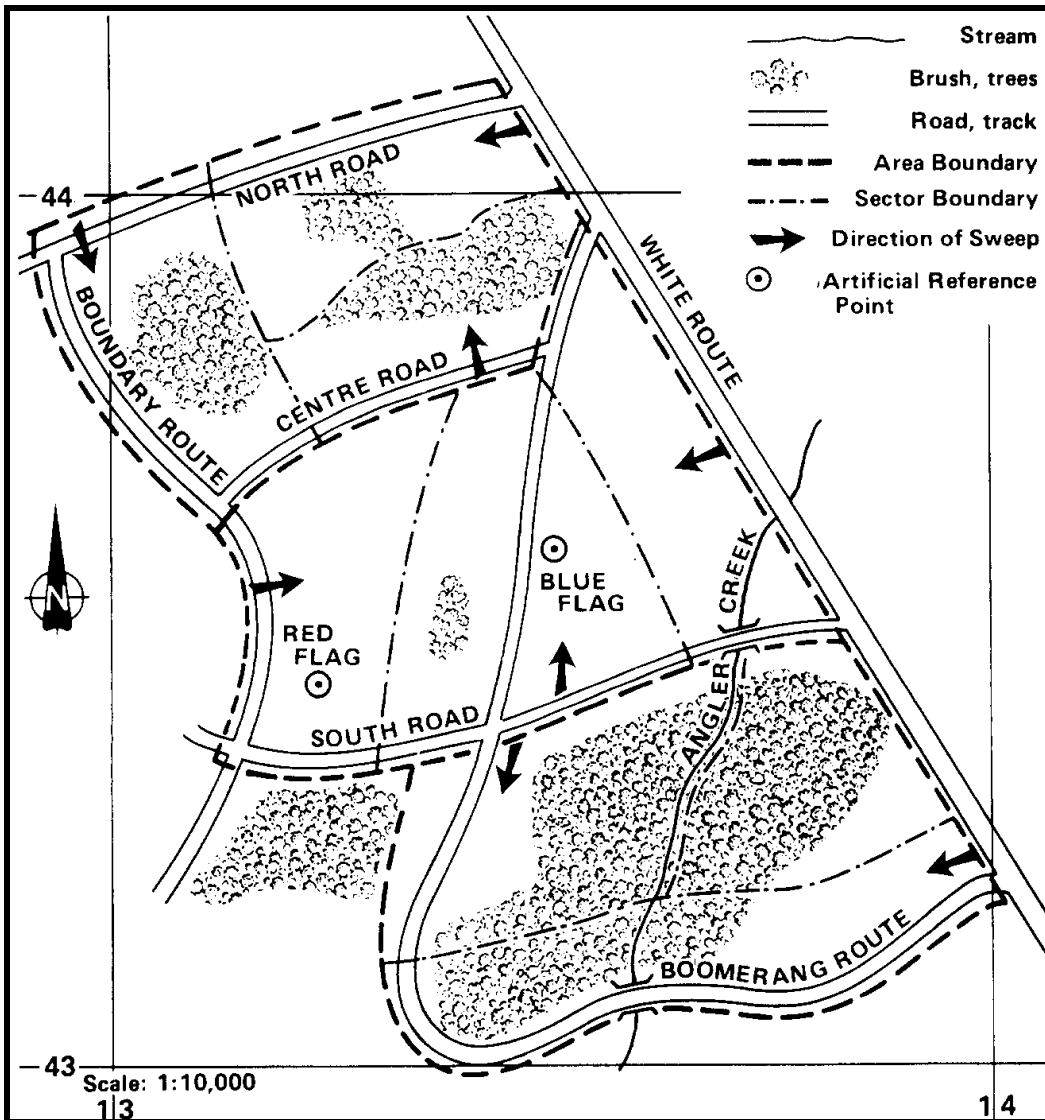 Stream
Brush, trees
Road, track
Area Boundary
Sector Boundary
Direction of Sweep
Artificial Reference
Point
44
NORTH ROAD
WHITE ROUTE
BOUNDARY ROUTE
CENTRE ROAD
CREEK
BLUE
FLAG
N
RED
FLAG
ANGLER
SOUTH ROAD
BOOMERANG ROUTE
43
Scale: 1:10,000
13
14